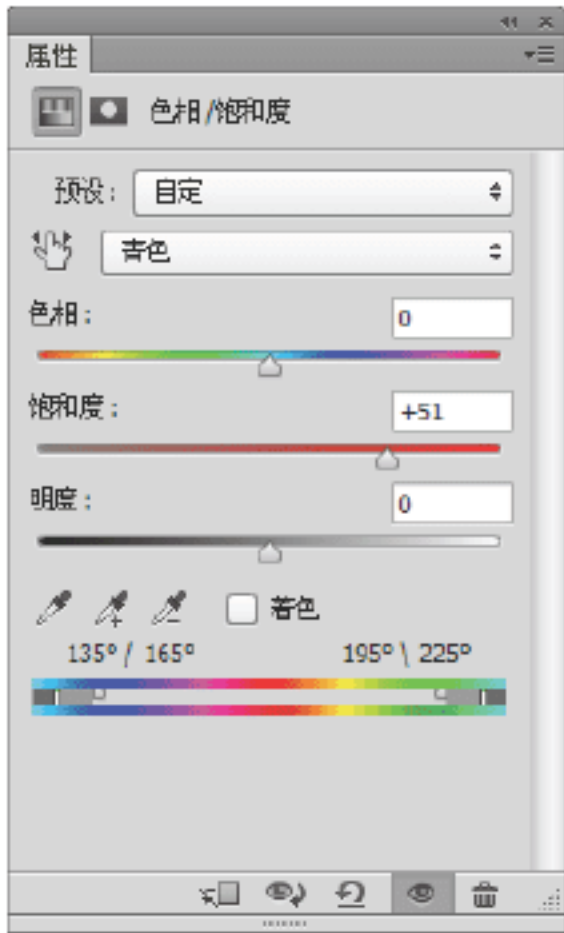 属性
色相/饱和度
预设: 自定
青色
色相: 0
饱和度: +51
明度: 0
着色
135° / 165° 195° \ 225°